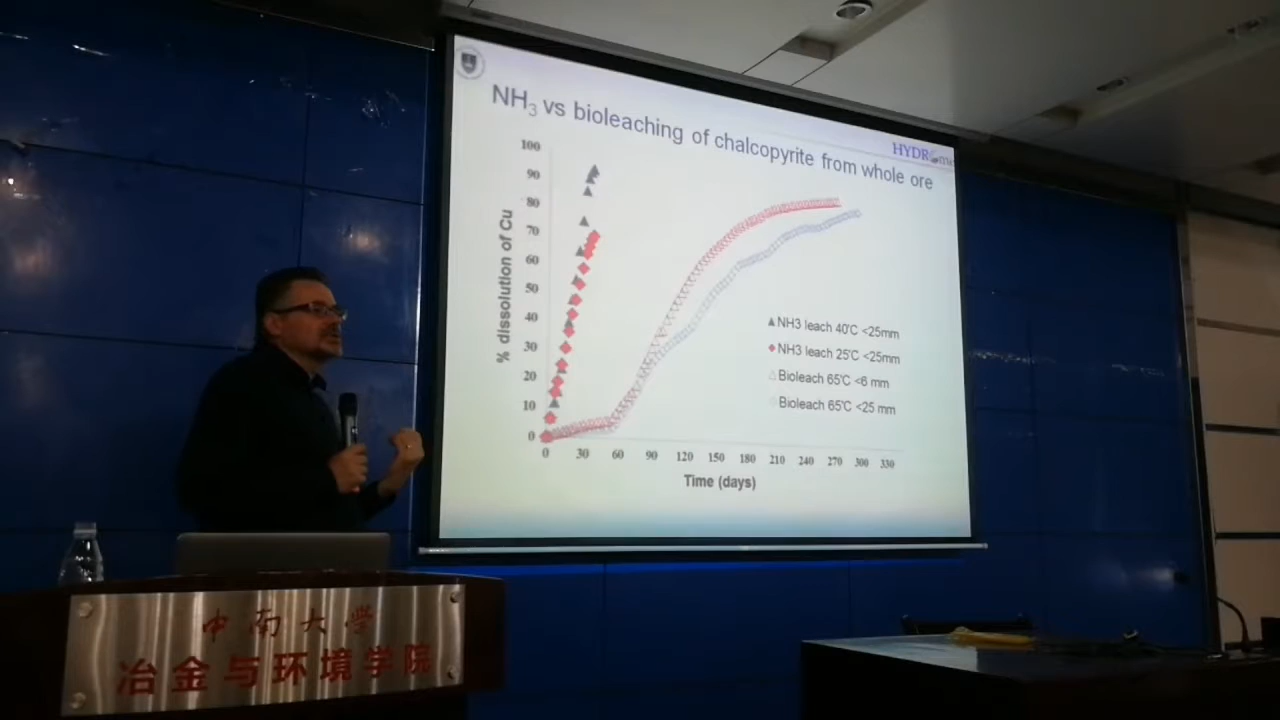 NH3 vs bioleaching of chalcopyrite from whole ore
HYDROme
% dissolution of Cu
100
90
80
70
60
50
40
30
20
10
0
0 30 60 90 120 150 180 210 240 270 300 330
Time (days)
NH3 leach 40°C <25mm
NH3 leach 25°C <25mm
Bioleach 65°C <6 mm
Bioleach 65°C <25 mm
中南大学
冶金与环境学院